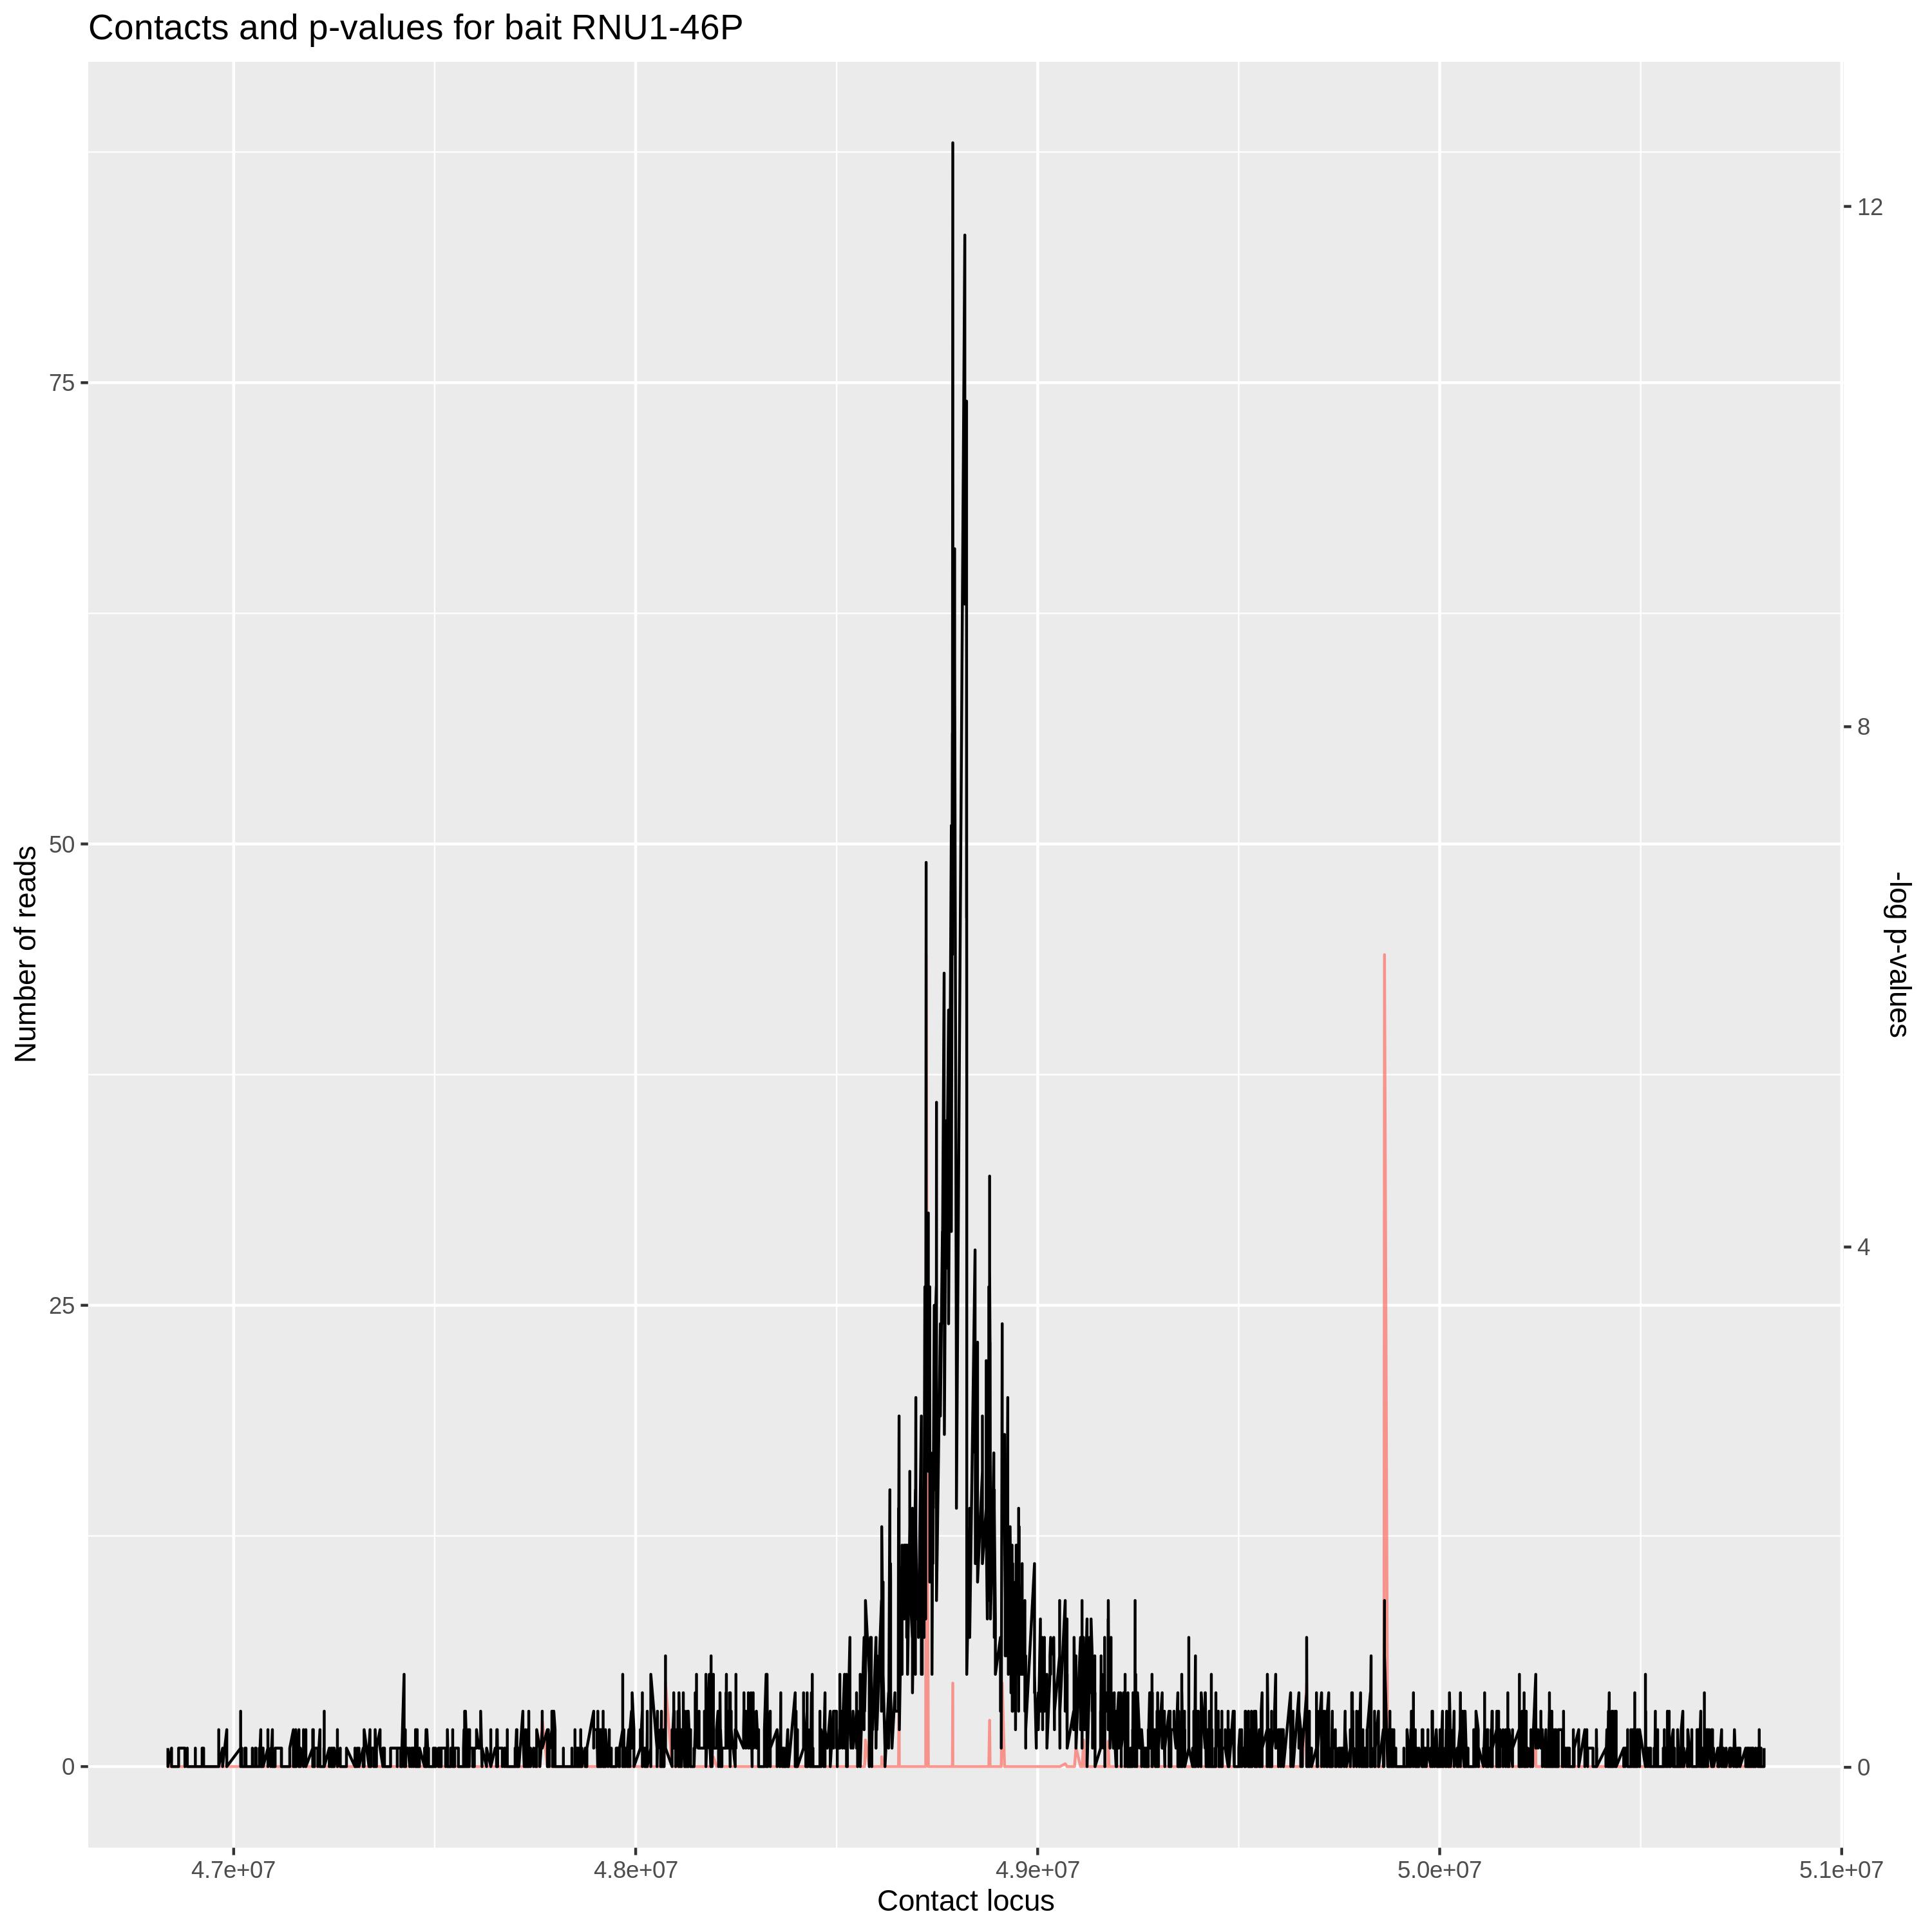 Contacts and p-values for bait RNU1-46P
Number of reads
75
50
25
0
12
8
4
0
-log p-values
4.7e+07 4.8e+07 4.9e+07 5.0e+07 5.1e+07
Contact locus